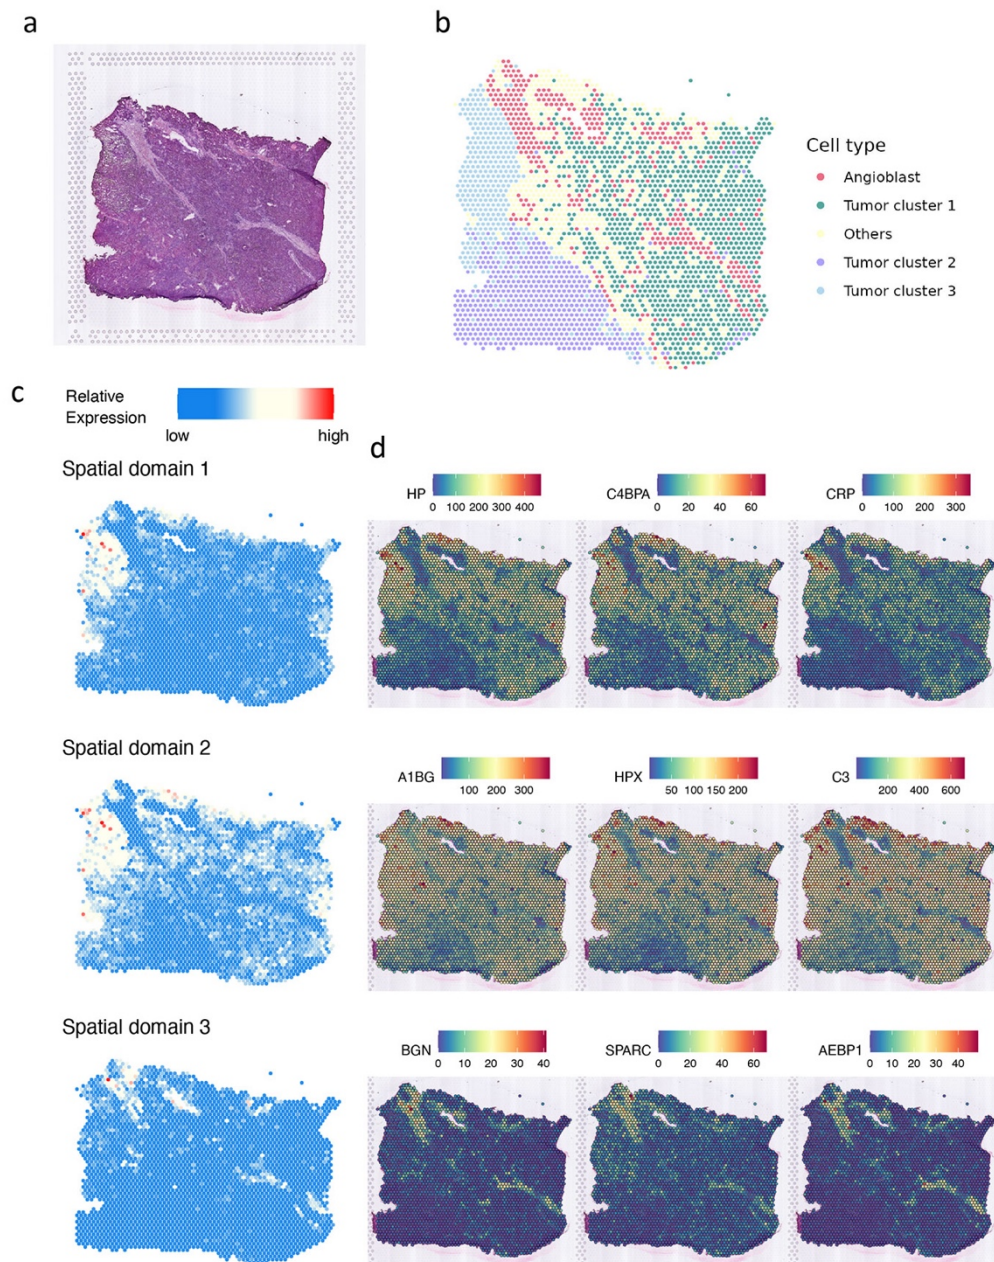 a
b
Cell type
Angioblast
Tumor cluster 1
Others
Tumor cluster 2
Tumor cluster 3
c
Relative
Expression
low high
Spatial domain 1
d
HP
0 100 200 300 400
C4BPA
0 20 40 60
CRP
0 100 200 300
Spatial domain 2
A1BG
100 200 300
HPX
50 100 150 200
C3
200 400 600
Spatial domain 3
BGN
0 10 20 30 40
SPARC
0 20 40 60
AEBP1
0 10 20 30 40